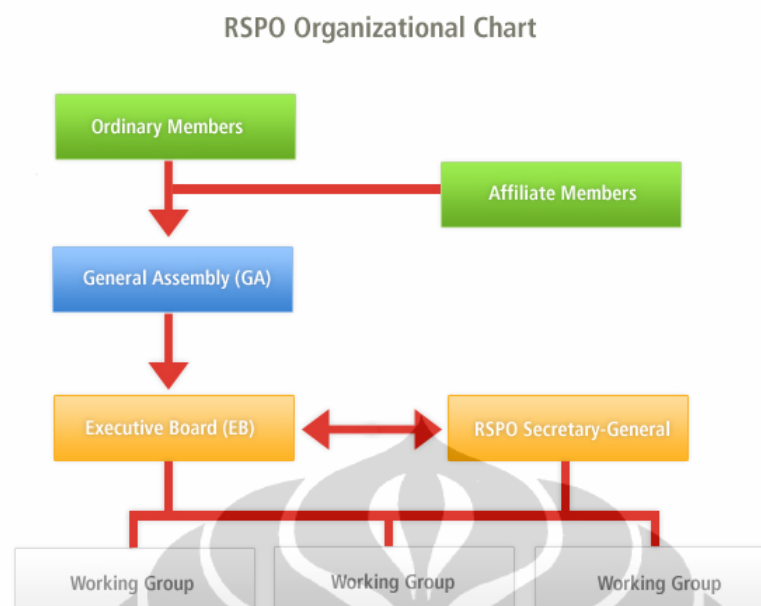 RSPO Organizational Chart
Ordinary Members
Affiliate Members
General Assembly (GA)
Executive Board (EB)
RSPO Secretary-General
Working Group
Working Group
Working Group